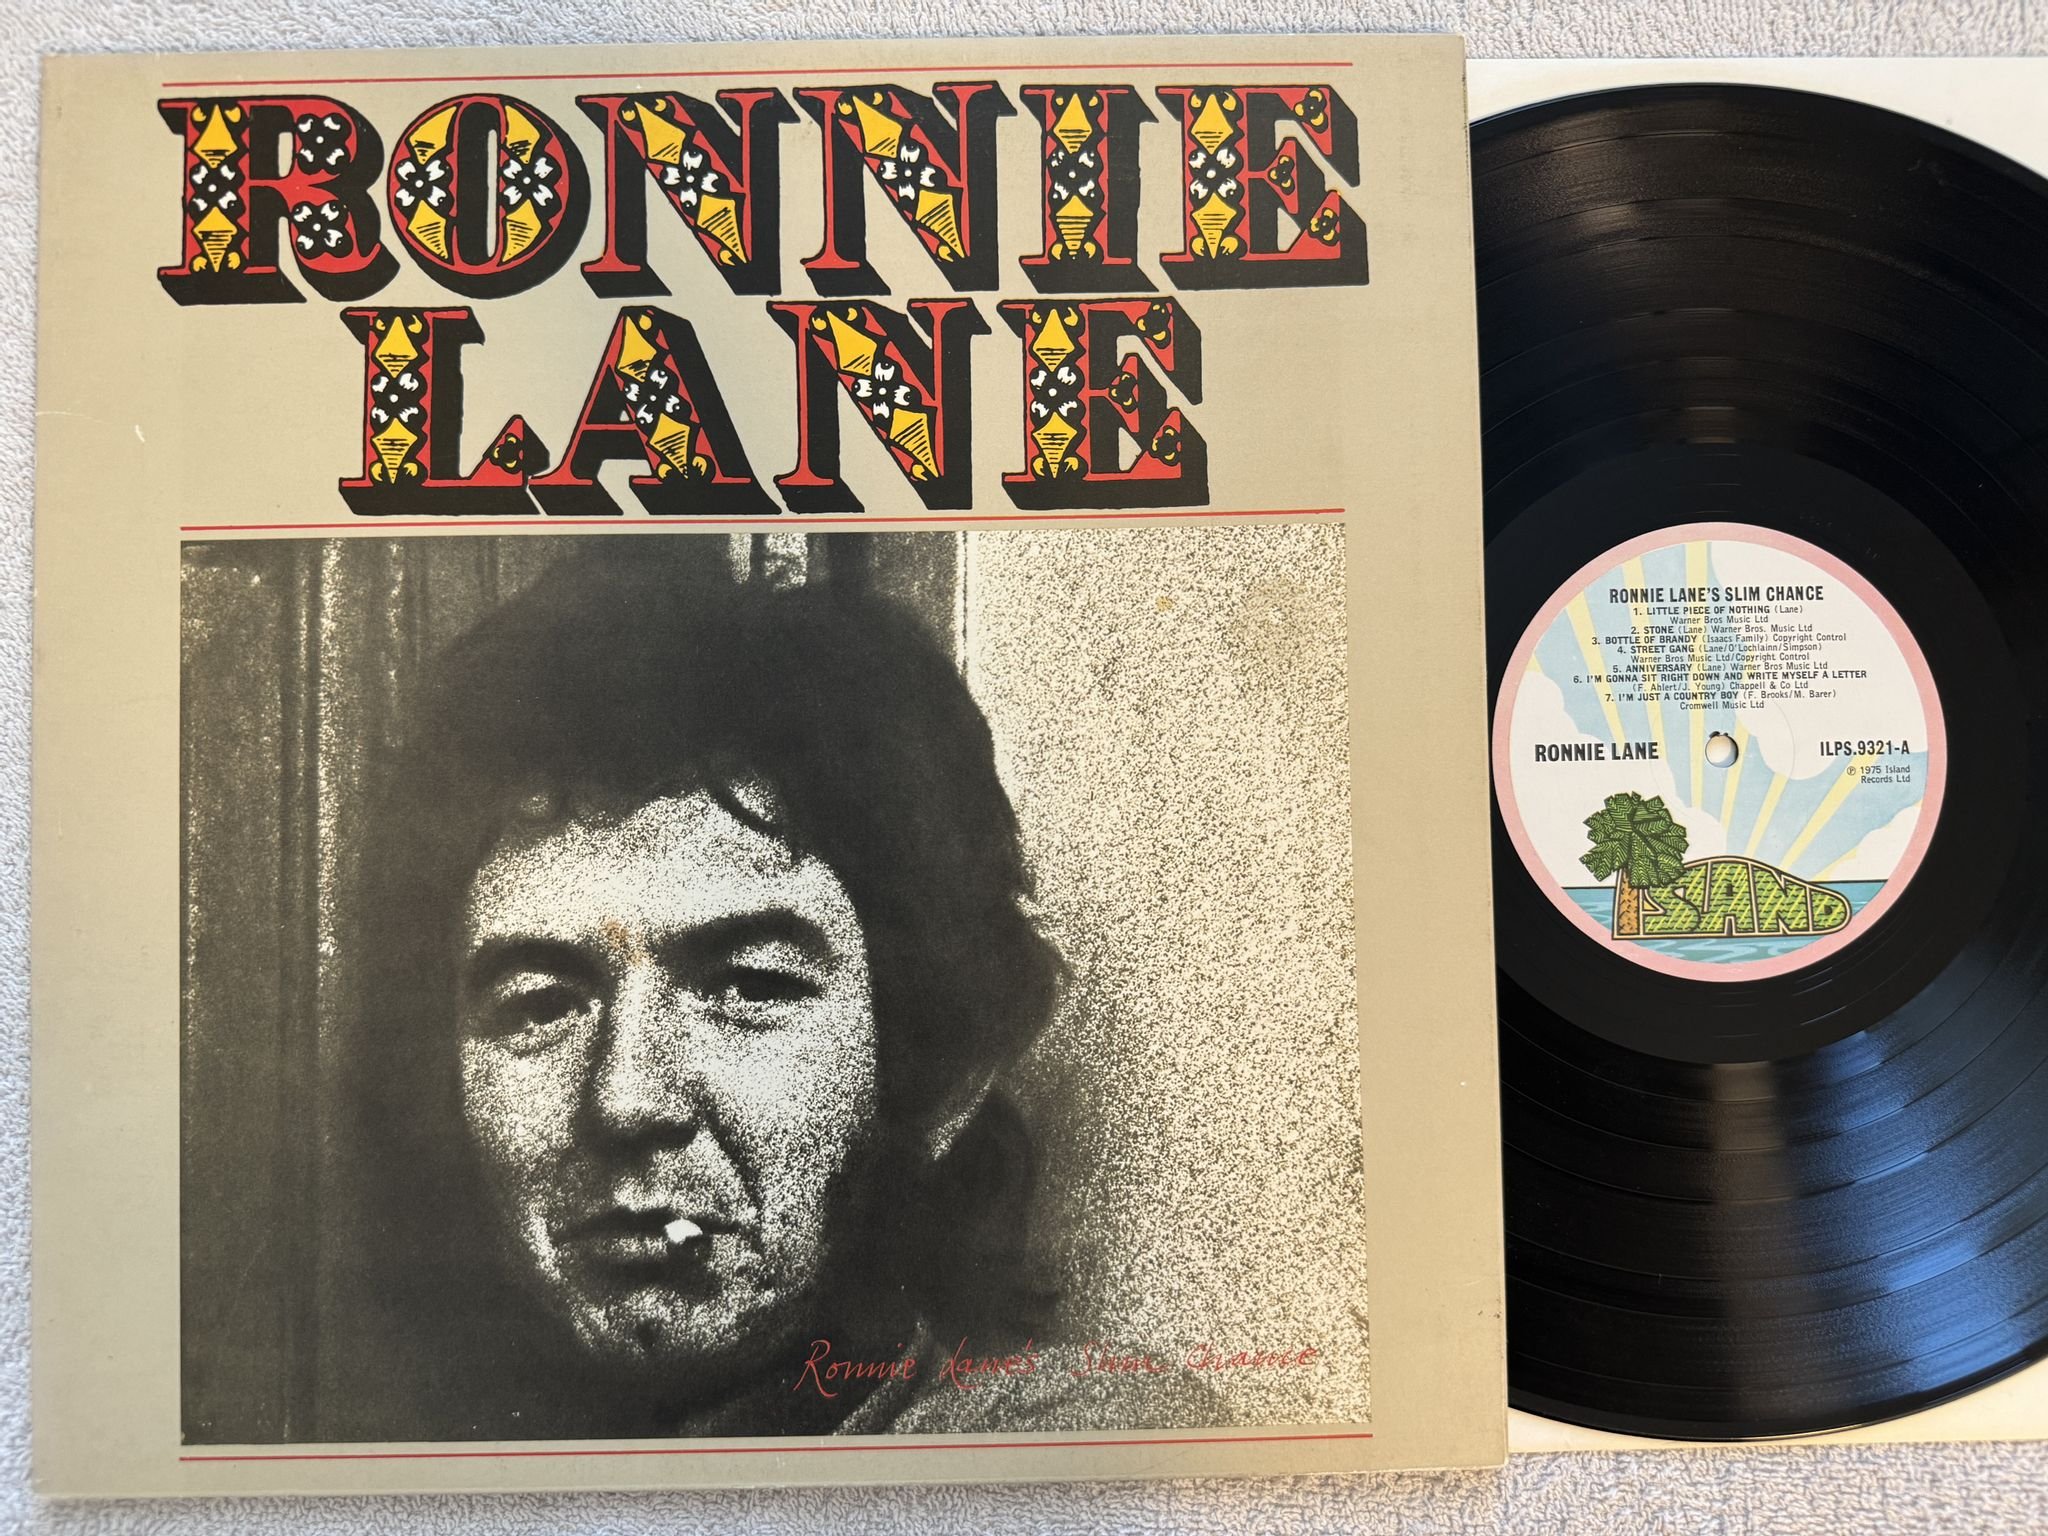 RONNIE
LANE
Ronnie Lane's Slim Chance
RONNIE LANE'S SLIM CHANCE
1. LITTLE PIECE OF NOTHING (Lane)
Warner Bros Music Ltd
2. STONE (Lane) Warner Bros. Music Ltd
3. BOTTLE OF BRANDY (Isaacs Family) Copyright Control
4. STREET GANG (Lane/O'Lochlainn/Simpson)
Warner Bros Music Ltd/Copyright Control
5. ANNIVERSARY (Lane) Warner Bros Music Ltd
6. I'M GONNA SIT RIGHT DOWN AND WRITE MYSELF A LETTER
(F. Ahlert/J. Young) Chappell & Co Ltd
7. I'M JUST A COUNTRY BOY (F. Brooks/M. Barer)
Cromwell Music Ltd
RONNIE LANE
ILPS.9321-A
℗ 1975 Island
Records Ltd
ISLAND